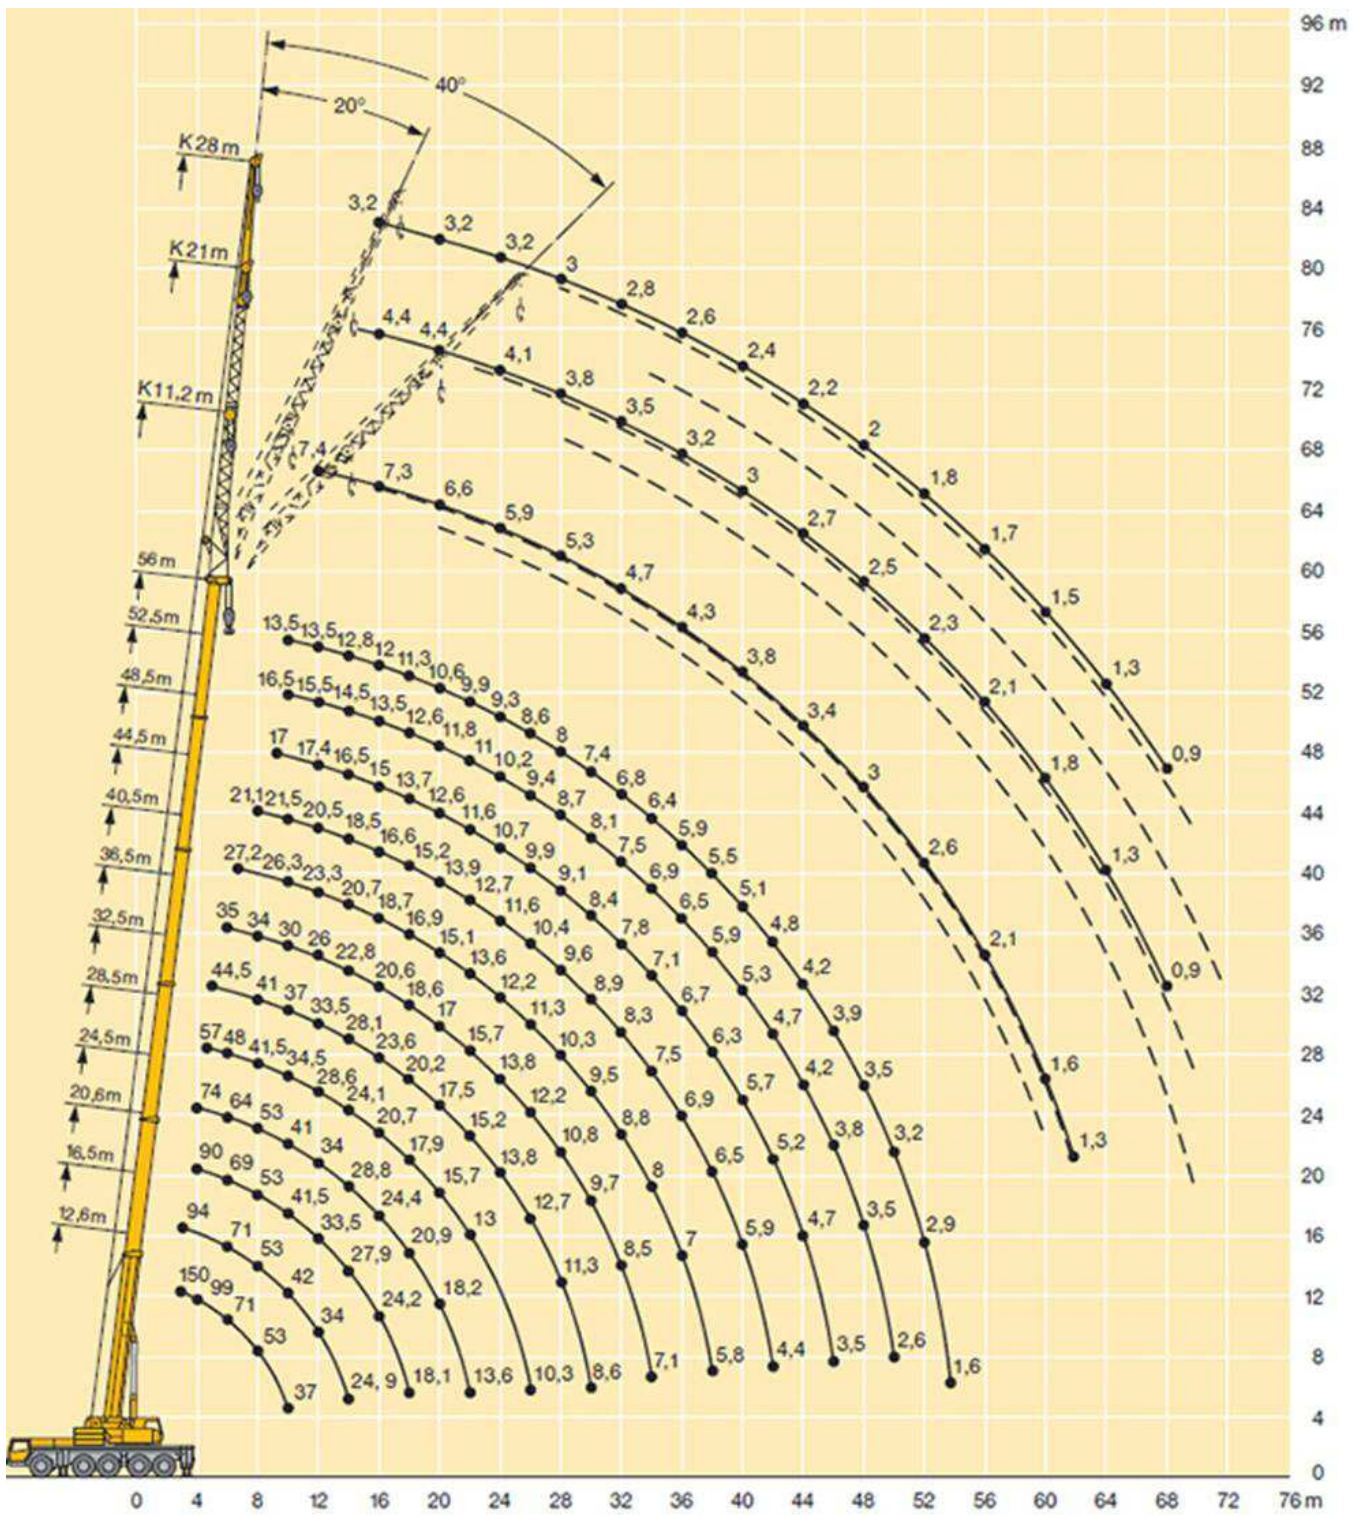 96 m
40°
92
20°
K28m
88
3,2 3,2 3,2 3 2,8 2,6 2,4 2,2 2 1,8 1,7 1,5 1,3 0,9
84
K21m
80
4,4 4,4 4,1 3,8 3,5 3,2 3 2,7 2,5 2,3 2,1 1,8 1,3 0,9
76
K11,2m
72
68
7,4 7,3 6,6 5,9 5,3 4,7 4,3 3,8 3,4 3 2,6 2,1 1,6 1,3
64
56m
60
13,5 13,5 12,8 12 11,3 10,6 9,9 9,3 8,6 8 7,4 6,8 6,4 5,9 5,5 5,1 4,8 4,2 3,9 3,5 3,2 2,9 1,6
52,5m
56
16,5 15,5 14,5 13,5 12,6 11,8 11 10,2 9,4 8,7 8,1 7,5 6,9 6,5 5,9 5,3 4,7 4,2 3,8 3,5 2,6
48,5m
52
17 17,4 16,5 15 13,7 12,6 11,6 10,7 9,9 9,1 8,4 7,8 7,1 6,7 6,3 5,7 5,2 4,7 3,5
44,5m
48
21,1 21,5 20,5 18,5 16,6 15,2 13,9 12,7 11,6 10,4 9,6 8,9 8,3 7,5 6,9 6,5 5,9 4,4
40,5m
44
27,2 26,3 23,3 20,7 18,7 16,9 15,1 13,6 12,2 11,3 10,3 9,5 8,8 8 7 5,8
36,5m
40
35 34 30 26 22,8 20,6 18,6 17 15,7 13,8 12,2 10,8 9,7 8,5 7,1
32,5m
36
44,5 41 37 33,5 28,1 23,6 20,2 17,5 15,2 13,8 12,7 11,3 8,6
28,5m
32
57 48 41,5 34,5 28,6 24,1 20,7 17,9 15,7 13 10,3
24,5m
28
74 64 53 41 34 28,8 24,4 20,9 18,2 13,6
20,6m
24
90 69 53 41,5 33,5 27,9 24,2 18,1
16,5m
20
94 71 53 42 34 24, 9
12,6m
16
150 99 71 53 37
12
8
4
0
0 4 8 12 16 20 24 28 32 36 40 44 48 52 56 60 64 68 72 76 m